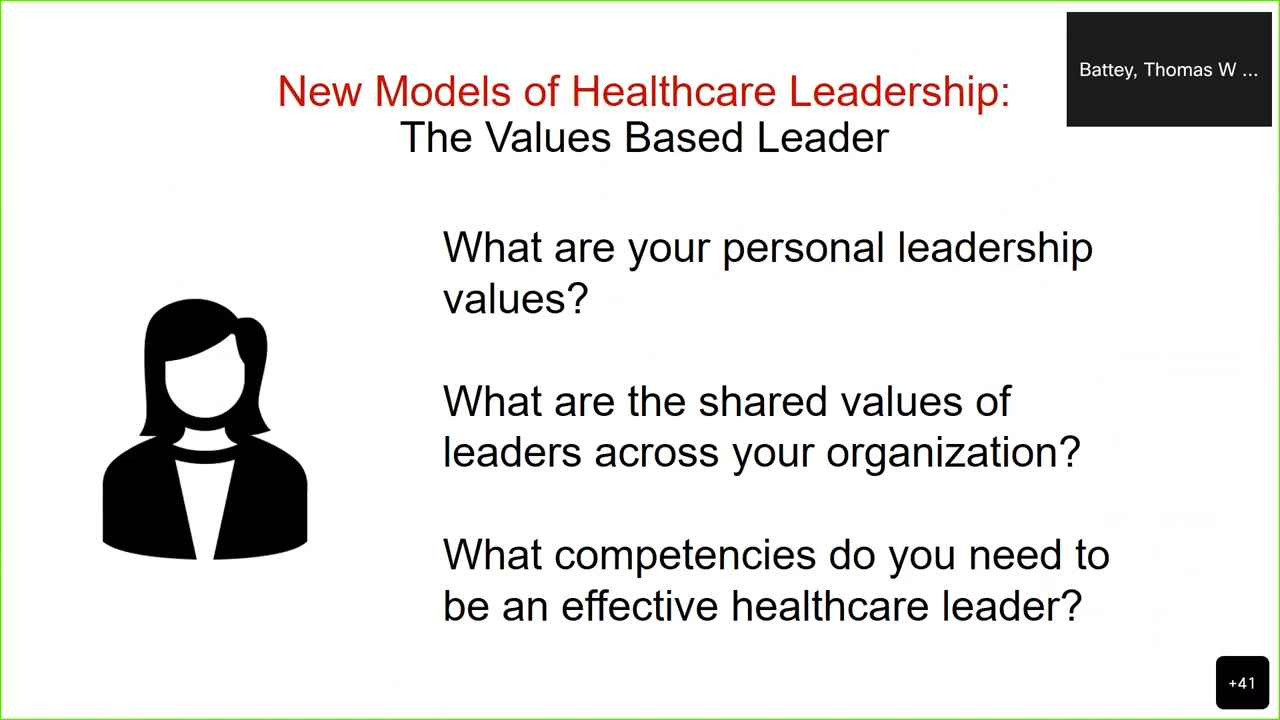 Battey, Thomas W ...
New Models of Healthcare Leadership:
The Values Based Leader
What are your personal leadership
values?
What are the shared values of
leaders across your organization?
What competencies do you need to
be an effective healthcare leader?
+41